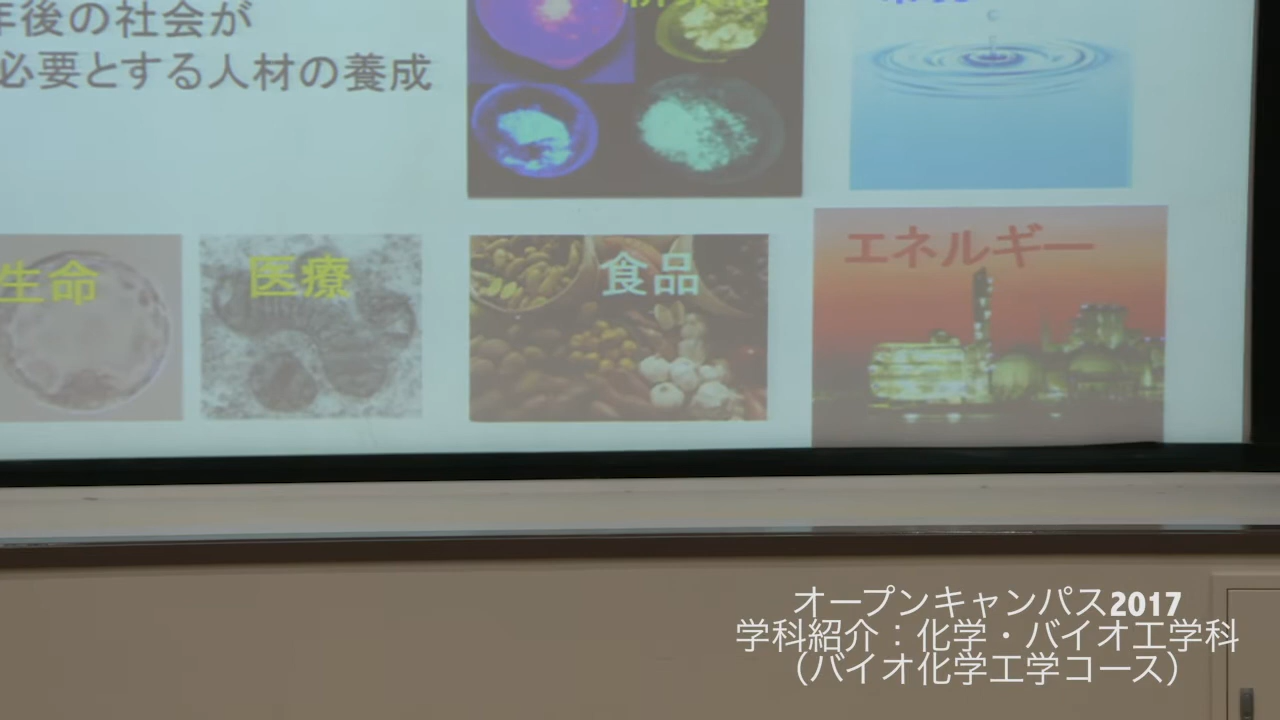 年後の社会が
必要とする人材の養成
生命
医療
食品
エネルギー
オープンキャンパス2017
学科紹介：化学・バイオ工学科
（バイオ化学工学コース）